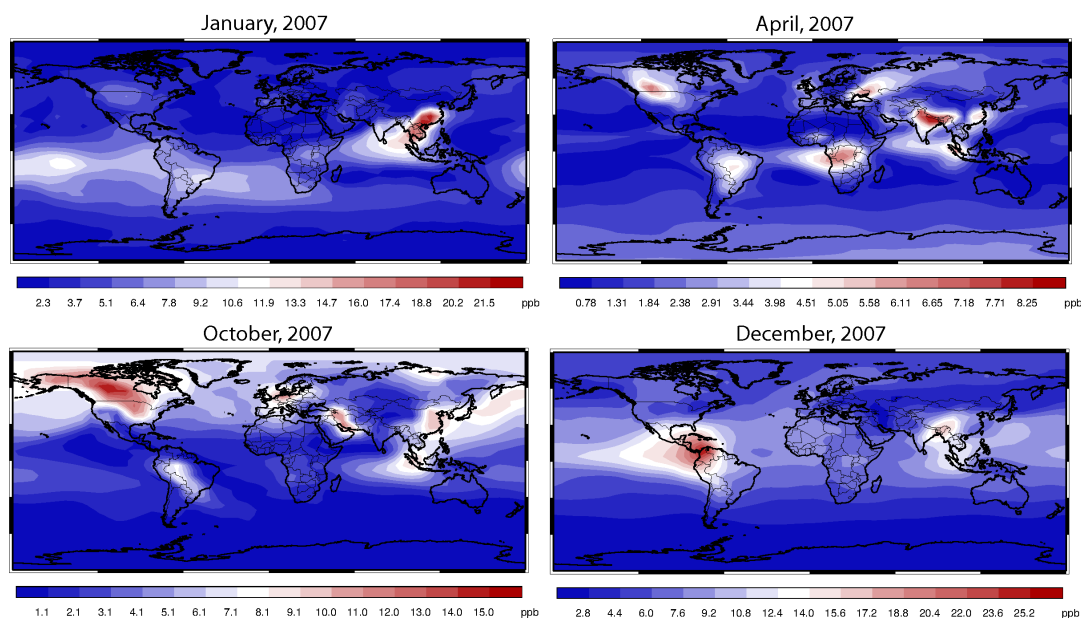 January, 2007
April, 2007
2.3 3.7 5.1 6.4 7.8 9.2 10.6 11.9 13.3 14.7 16.0 17.4 18.8 20.2 21.5 ppb
0.78 1.31 1.84 2.38 2.91 3.44 3.98 4.51 5.05 5.58 6.11 6.65 7.18 7.71 8.25 ppb
October, 2007
December, 2007
1.1 2.1 3.1 4.1 5.1 6.1 7.1 8.1 9.1 10.0 11.0 12.0 13.0 14.0 15.0 ppb
2.8 4.4 6.0 7.6 9.2 10.8 12.4 14.0 15.6 17.2 18.8 20.4 22.0 23.6 25.2 ppb